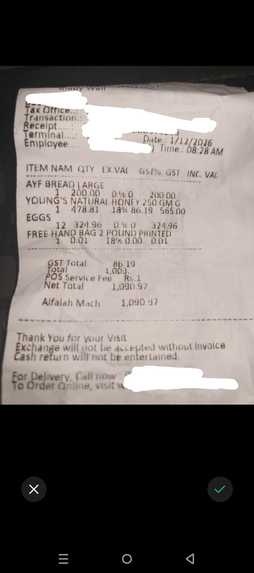 Tax Office..
Transaction:
Receipt....
Terminal....
Employee
Date: 1/12/2026
Time: 08:28 AM
ITEM NAM QTY EX.VAL GST% GST INC. VAL
AYF BREAD LARGE
1 200.00 0% 0 200.00
YOUNG'S NATURAL HONEY 250 GM G
1 478.81 18% 86.19 565.00
EGGS
12 324.96 0% 0 324.96
FREE HAND BAG 2 POUND PRINTED
1 0.01 18% 0.00 0.01
GST Total 86.19
Total 1,003.
POS Service Fee Rs.1
Net Total 1,090.97
Alfalah Mach 1,090.97
Thank You for your Visit
Exchange will not be accepted without Invoice
Cash return will not be entertained.
For Delivery, Call now
To Order Online, visit